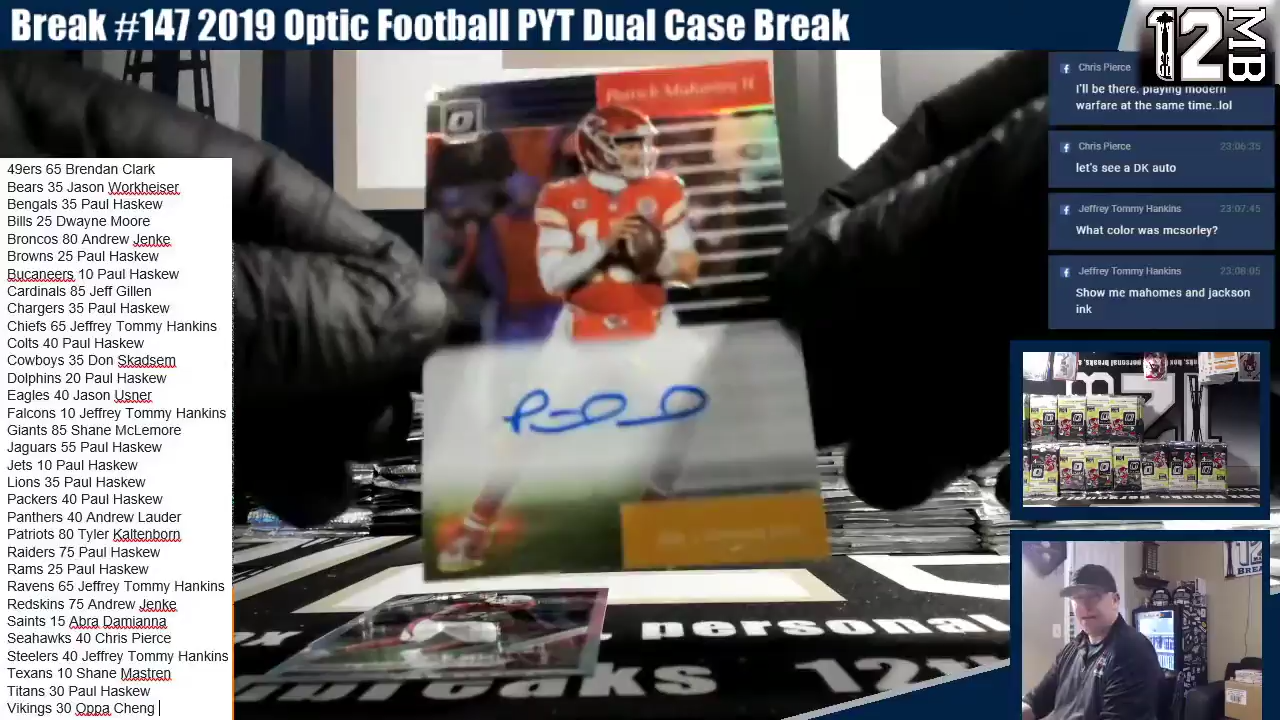 Break #147 2019 Optic Football PYT Dual Case Break
12
MB
49ers 65 Brendan Clark
Bears 35 Jason Workheiser
Bengals 35 Paul Haskew
Bills 25 Dwayne Moore
Broncos 80 Andrew Jenke
Browns 25 Paul Haskew
Bucaneers 10 Paul Haskew
Cardinals 85 Jeff Gillen
Chargers 35 Paul Haskew
Chiefs 65 Jeffrey Tommy Hankins
Colts 40 Paul Haskew
Cowboys 35 Don Skadsem
Dolphins 20 Paul Haskew
Eagles 40 Jason Usner
Falcons 10 Jeffrey Tommy Hankins
Giants 85 Shane McLemore
Jaguars 55 Paul Haskew
Jets 10 Paul Haskew
Lions 35 Paul Haskew
Packers 40 Paul Haskew
Panthers 40 Andrew Lauder
Patriots 80 Tyler Kaltenborn
Raiders 75 Paul Haskew
Rams 25 Paul Haskew
Ravens 65 Jeffrey Tommy Hankins
Redskins 75 Andrew Jenke
Saints 15 Abra Damianna
Seahawks 40 Chris Pierce
Steelers 40 Jeffrey Tommy Hankins
Texans 10 Shane Mastren
Titans 30 Paul Haskew
Vikings 30 Oppa Cheng
Patrick Mahomes II
personal
breaks 12th
Chris Pierce
I'll be there. playing modern
warfare at the same time..lol
Chris Pierce 23:06:35
let's see a DK auto
Jeffrey Tommy Hankins 23:07:45
What color was mcsorley?
Jeffrey Tommy Hankins 23:08:05
Show me mahomes and jackson
ink